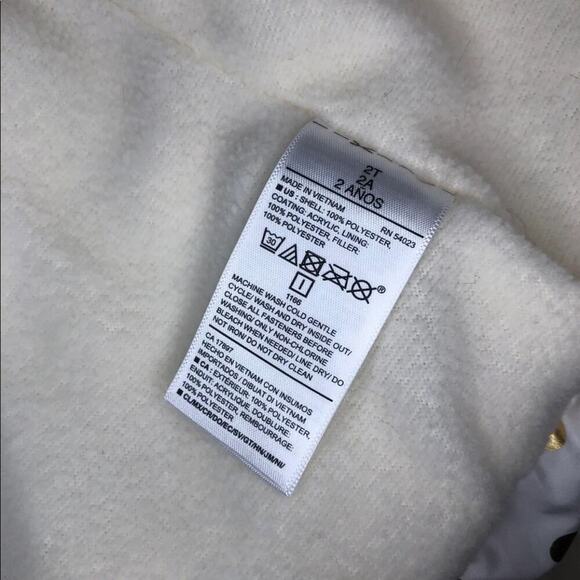 2T
2A
2 AÑOS
MADE IN VIETNAM RN 54023
■ US : SHELL: 100% POLYESTER,
COATING: ACRYLIC, LINING:
100% POLYESTER, FILLER:
100% POLYESTER
30 ®
1166
MACHINE WASH COLD GENTLE
CYCLE/ WASH AND DRY INSIDE OUT/
CLOSE ALL FASTENERS BEFORE
WASHING/ ONLY NON-CHLORINE
BLEACH WHEN NEEDED/ LINE DRY/ DO
NOT IRON/ DO NOT DRY CLEAN
CA 17897
HECHO EN VIETNAM CON INSUMOS
IMPORTADOS / DIBUAT DI VIETNAM
■ CA : EXTÉRIEUR: 100% POLYESTER,
ENDUIT: ACRYLIQUE, DOUBLURE:
100% POLYESTER, REMBOURRAGE:
100% POLYESTER
■ CL/MX/CR/DO/EC/SV/GT/HN/JM/NI/